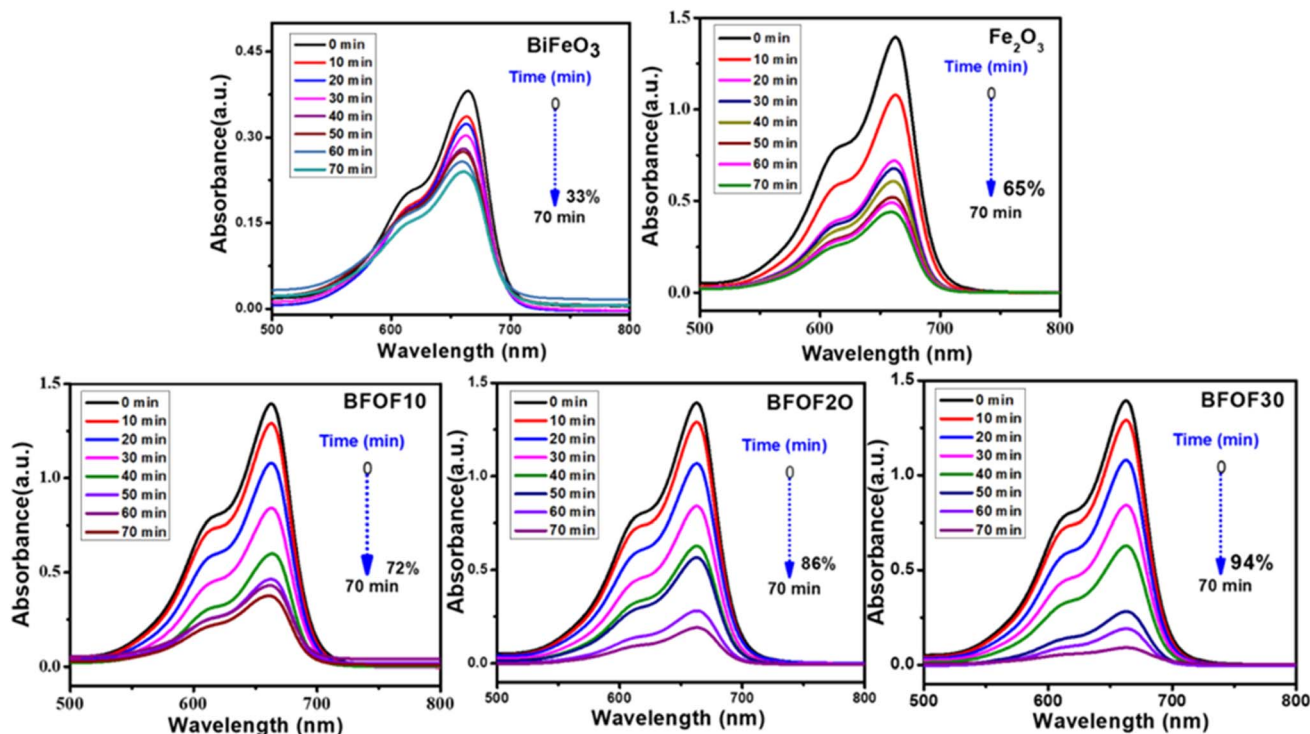 BiFeO3
0 min
10 min
20 min
30 min
40 min
50 min
60 min
70 min
Time (min)
0
33%
70 min
Absorbance(a.u.)
0.45
0.30
0.15
0.00
500
600
700
800
Wavelength (nm)
Fe2O3
0 min
10 min
20 min
30 min
40 min
50 min
60 min
70 min
Time (min)
0
65%
70 min
Absorbance(a.u.)
1.5
1.0
0.5
0.0
500
600
700
800
Wavelength (nm)
BFOF10
0 min
10 min
20 min
30 min
40 min
50 min
60 min
70 min
Time (min)
0
72%
70 min
Absorbance(a.u.)
1.5
1.0
0.5
0.0
500
600
700
800
Wavelength (nm)
BFOF2O
0 min
10 min
20 min
30 min
40 min
50 min
60 min
70 min
Time (min)
0
86%
70 min
Absorbance(a.u.)
1.5
1.0
0.5
0.0
500
600
700
800
Wavelength (nm)
BFOF30
0 min
10 min
20 min
30 min
40 min
50 min
60 min
70 min
Time (min)
0
94%
70 min
Absorbance(a.u.)
1.5
1.0
0.5
0.0
500
600
700
800
Wavelength (nm)